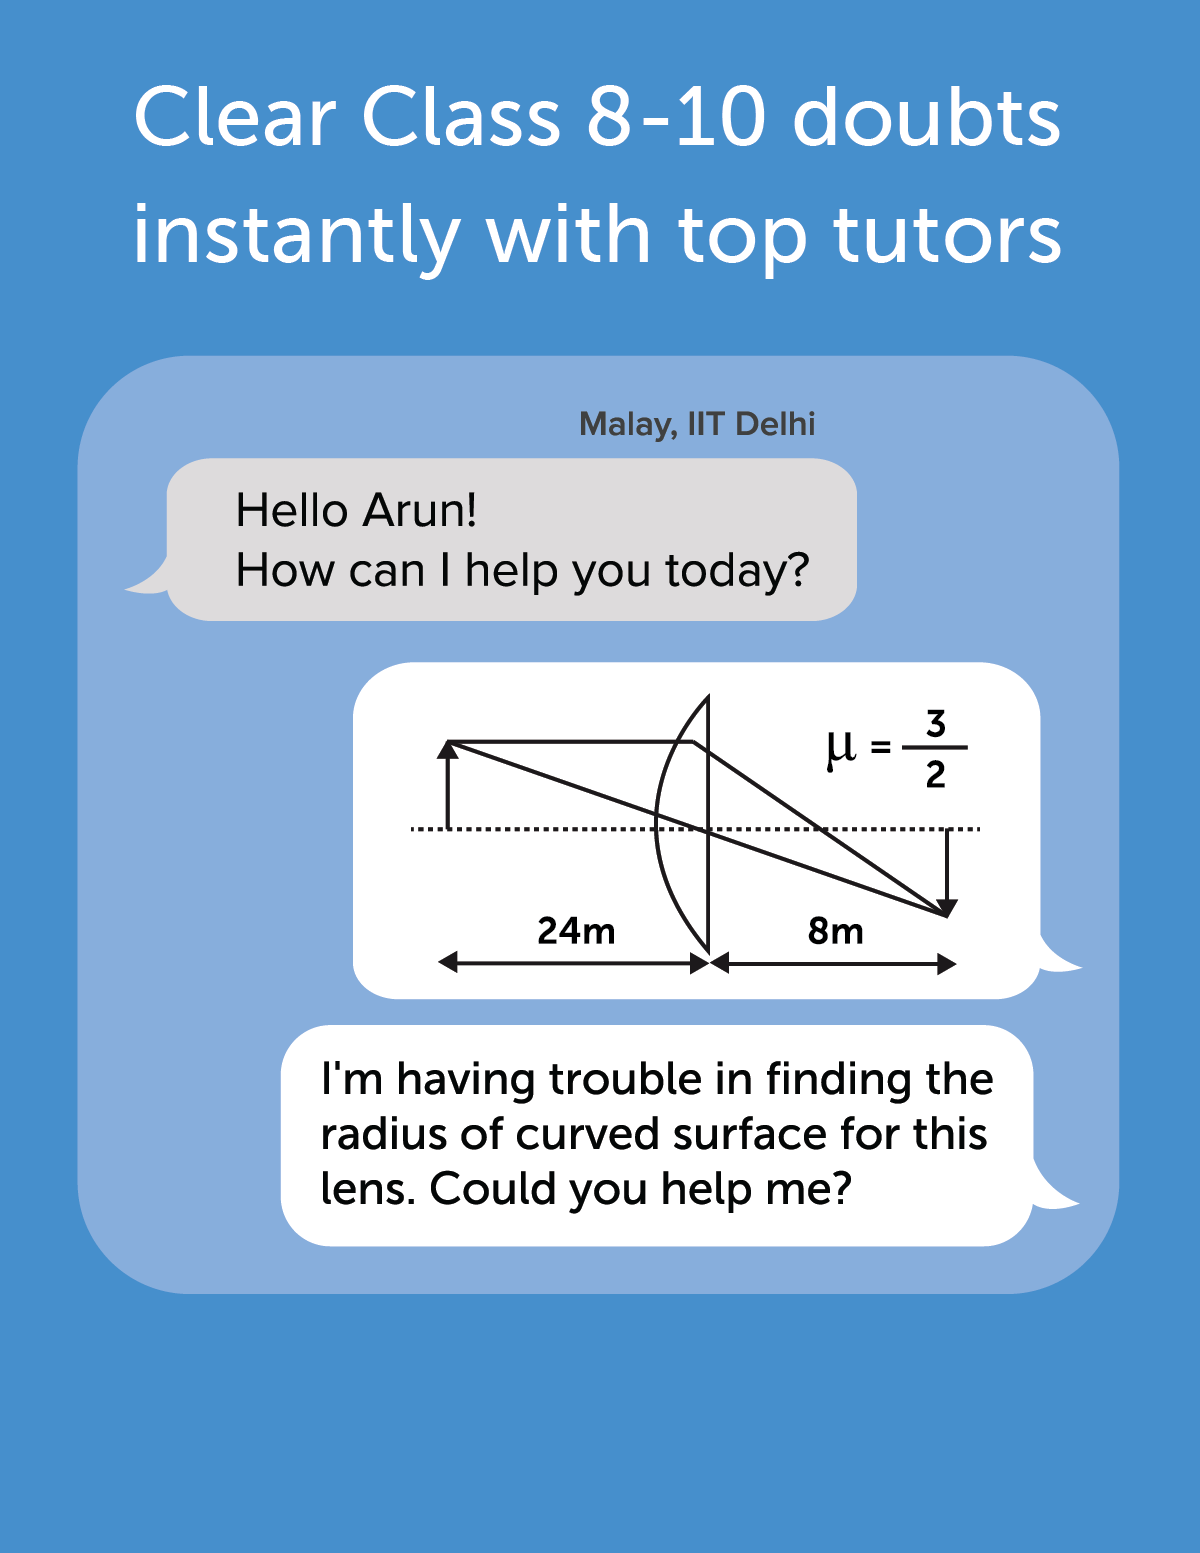 Clear Class 8-10 doubts
instantly with top tutors
Malay, IIT Delhi
Hello Arun!
How can I help you today?
μ = 3/2
24m
8m
I'm having trouble in finding the
radius of curved surface for this
lens. Could you help me?